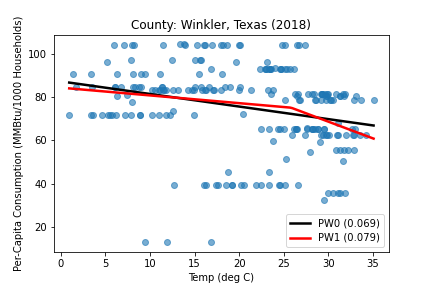 County: Winkler, Texas (2018)
Per-Capita Consumption (MMBtu/1000 Households)
100
80
60
40
20
0
5
10
15
20
25
30
35
Temp (deg C)
PW0 (0.069)
PW1 (0.079)